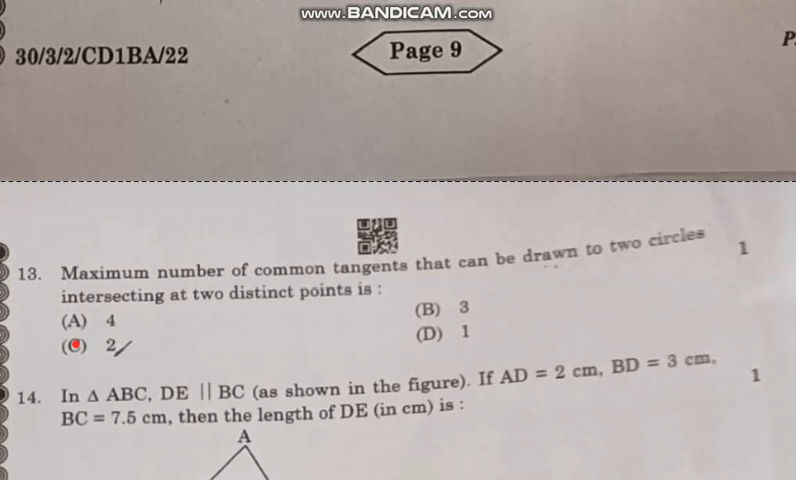 www.BANDICAM.com
30/3/2/CD1BA/22
Page 9
P.
13. Maximum number of common tangents that can be drawn to two circles 1
intersecting at two distinct points is :
(A) 4 (B) 3
(C) 2 (D) 1
14. In Δ ABC, DE || BC (as shown in the figure). If AD = 2 cm, BD = 3 cm, 1
BC = 7.5 cm, then the length of DE (in cm) is :
A